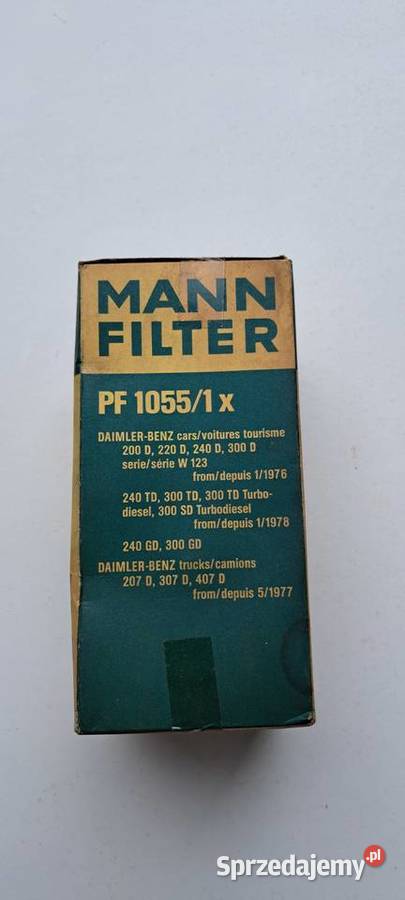 MANN
FILTER
PF 1055/1 x
DAIMLER-BENZ cars/voitures tourisme
200 D, 220 D, 240 D, 300 D
serie/série W 123
from/depuis 1/1976
240 TD, 300 TD, 300 TD Turbo-
diesel, 300 SD Turbodiesel
from/depuis 1/1978
240 GD, 300 GD
DAIMLER-BENZ trucks/camions
207 D, 307 D, 407 D
from/depuis 5/1977
Sprzedajemy.pl